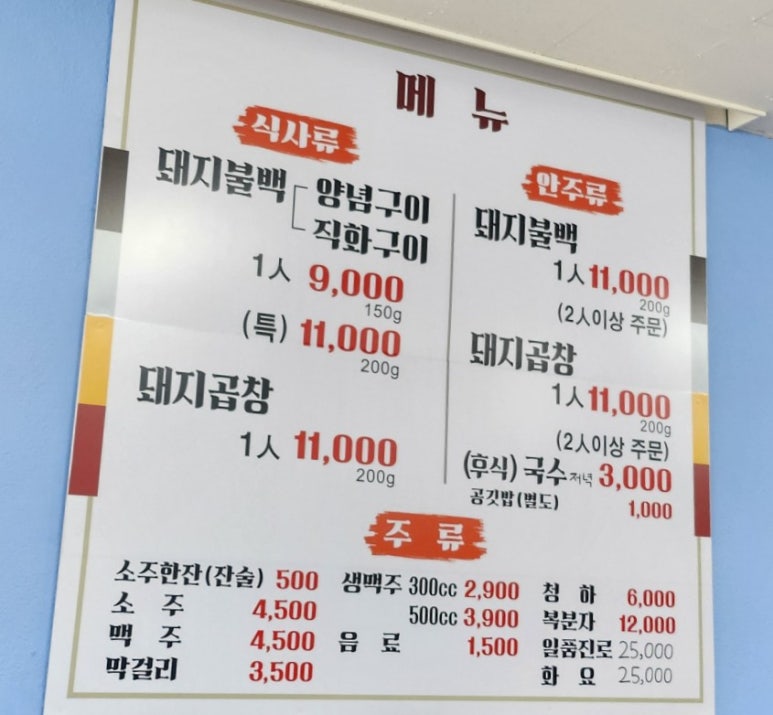 메뉴
식사류
돼지불백 양념구이
직화구이
1人 9,000
150g
(특) 11,000
200g
돼지곱창
1人 11,000
200g
안주류
돼지불백
1人 11,000
200g
(2人이상 주문)
돼지곱창
1人 11,000
200g
(2人이상 주문)
(후식) 국수 저녁 3,000
공깃밥(별도) 1,000
주류
소주한잔(잔술) 500
소주 4,500
맥주 4,500
막걸리 3,500
생맥주 300cc 2,900
500cc 3,900
음료 1,500
청하 6,000
복분자 12,000
일품진로 25,000
화요 25,000